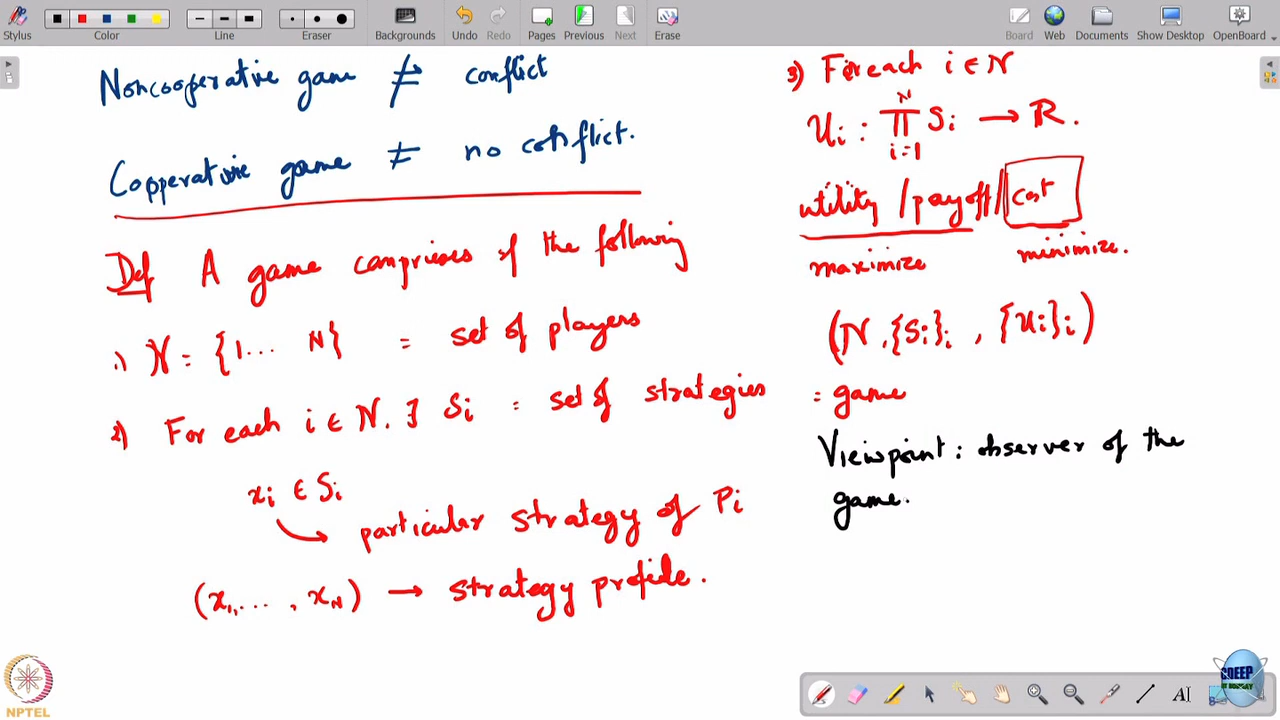 Stylus
Color
Line
Eraser
Backgrounds
Undo
Redo
Pages
Previous
Next
Erase
Board
Web
Documents
Show Desktop
OpenBoard
Noncooperative game ≠ conflict
Copperative game ≠ no conflict.
Def A game comprises of the following
1) N = {1... N} = set of players
2) For each i ∈ N. ∃ Si = set of strategies
xi ∈ Si
particular strategy of Pi
(x1,..., xN) → strategy profile.
3) For each i ∈ N
N
Ui : ∏ Si → R.
i=1
utility / payoff / cost
maximize minimize.
(N, {Si}i, {Ui}i)
= game
Viewpoint : observer of the
game.
NPTEL
CDEEP
IIT BOMBAY